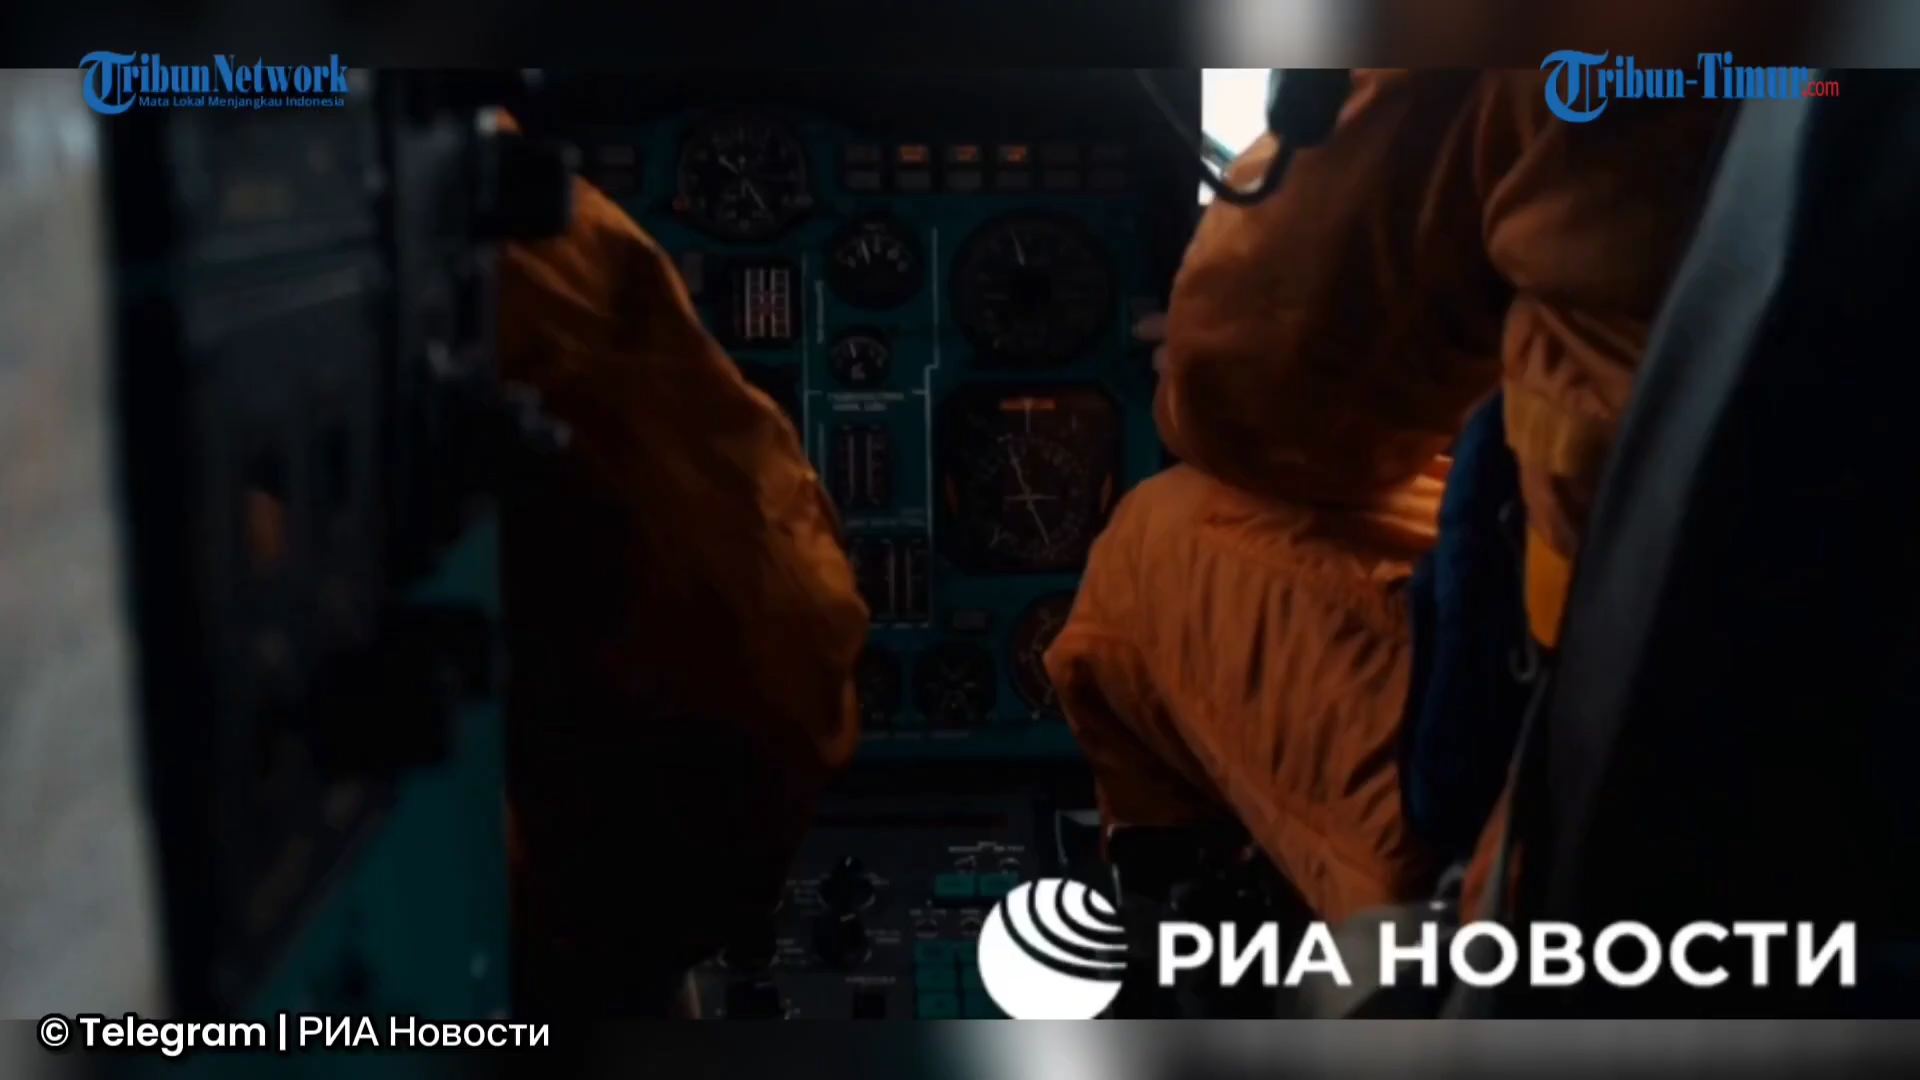 TribunNetwork
Mata Lokal Menjangkau Indonesia
Tribun-Timur.com
РИА НОВОСТИ
© Telegram | РИА Новости